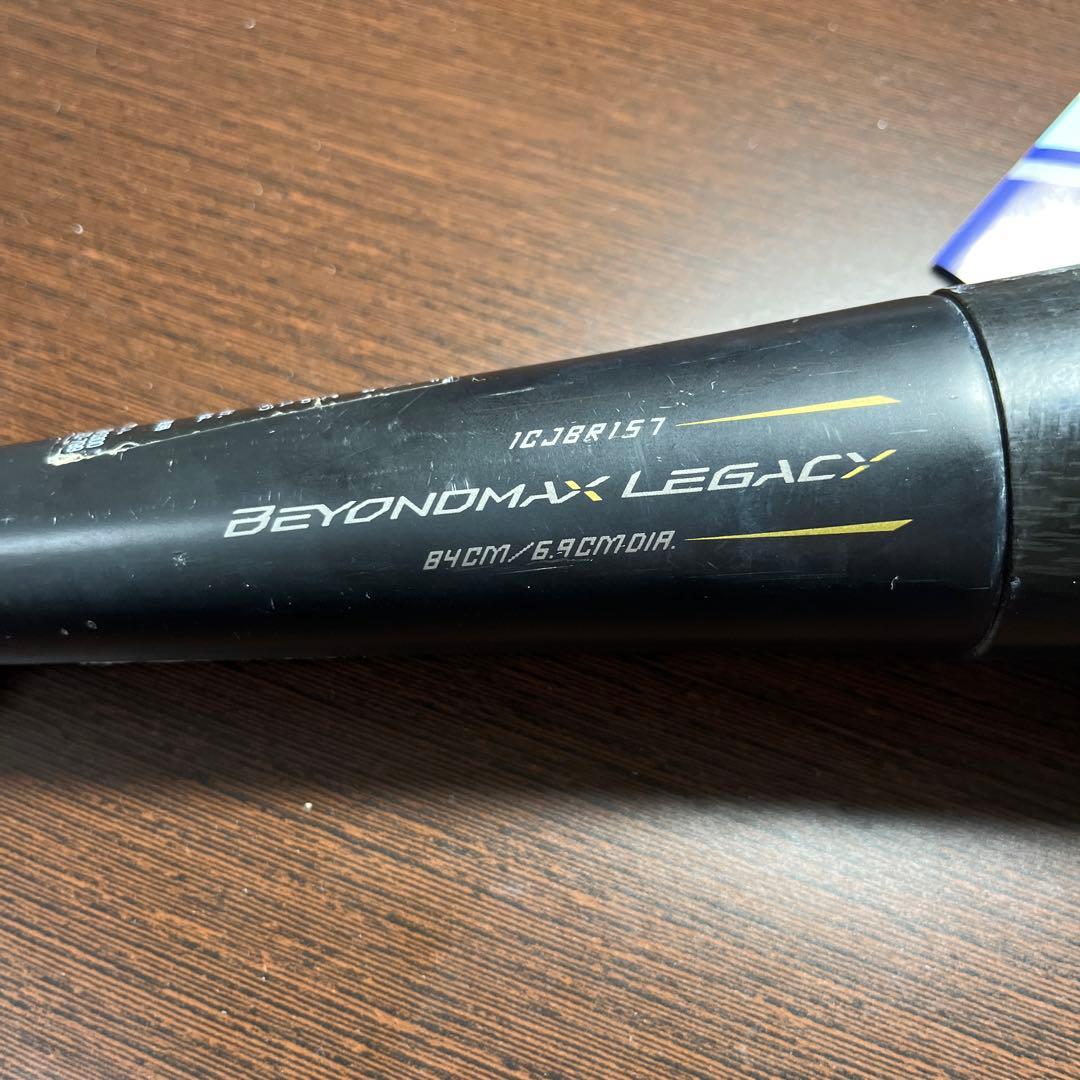 1CJBR157
BEYONDMAX LEGACY
84CM/6.9CM.DIA.